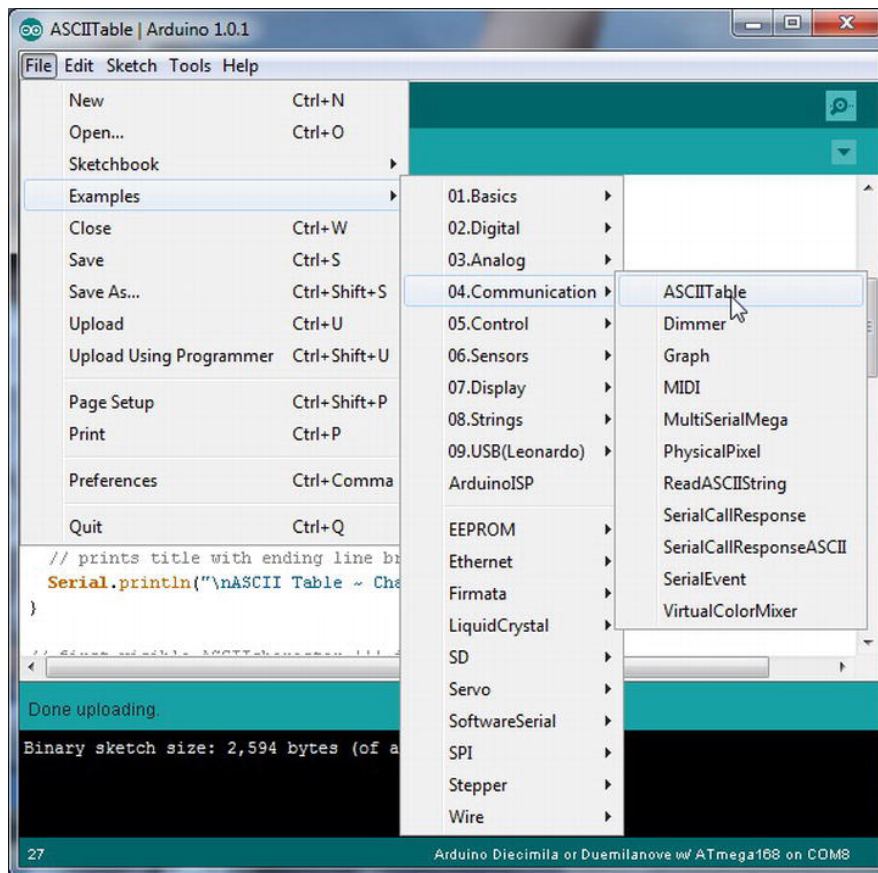 ASCIITable | Arduino 1.0.1
File Edit Sketch Tools Help
New Ctrl+N
Open... Ctrl+O
Sketchbook
Examples
Close Ctrl+W
Save Ctrl+S
Save As... Ctrl+Shift+S
Upload Ctrl+U
Upload Using Programmer Ctrl+Shift+U
Page Setup Ctrl+Shift+P
Print Ctrl+P
Preferences Ctrl+Comma
Quit Ctrl+Q
01.Basics
02.Digital
03.Analog
04.Communication
05.Control
06.Sensors
07.Display
08.Strings
09.USB(Leonardo)
ArduinoISP
EEPROM
Ethernet
Firmata
LiquidCrystal
SD
Servo
SoftwareSerial
SPI
Stepper
Wire
ASCIITable
Dimmer
Graph
MIDI
MultiSerialMega
PhysicalPixel
ReadASCIIString
SerialCallResponse
SerialCallResponseASCII
SerialEvent
VirtualColorMixer
// prints title with ending line br
Serial.println("\nASCII Table ~ Cha
}
Done uploading.
Binary sketch size: 2,594 bytes (of a
27
Arduino Diecimila or Duemilanove w/ ATmega168 on COM8